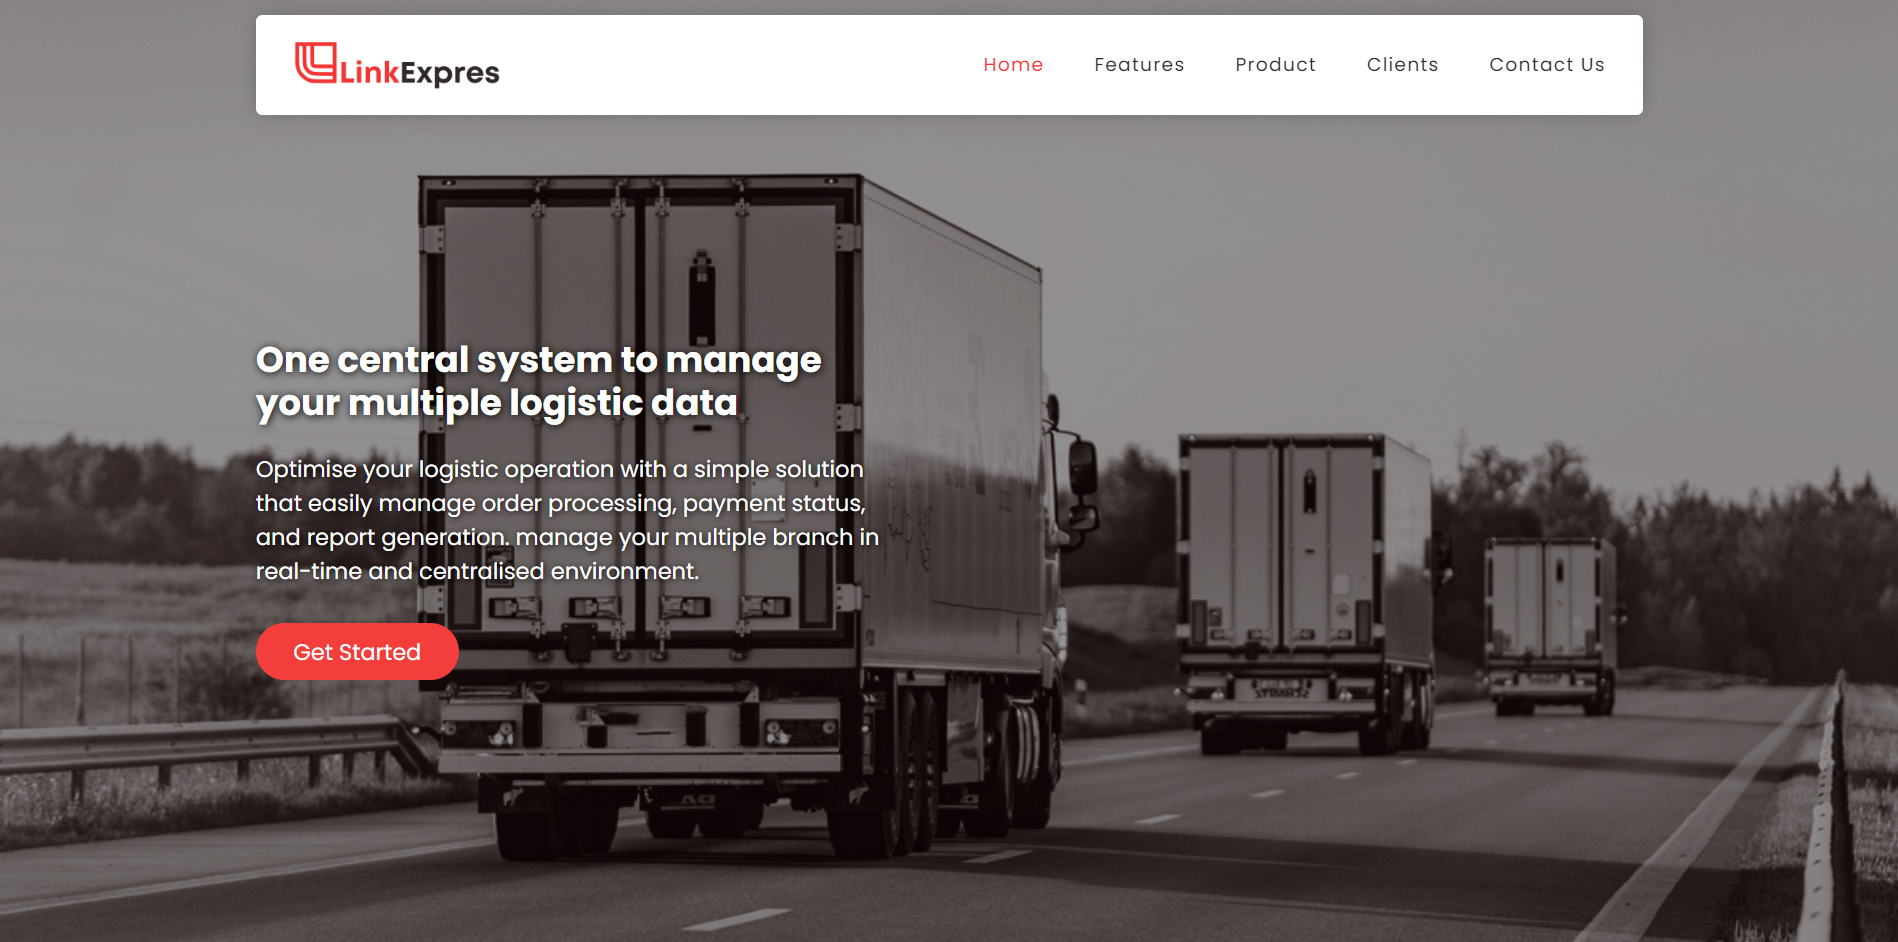 LinkExpres
Home Features Product Clients Contact Us
One central system to manage
your multiple logistic data
Optimise your logistic operation with a simple solution
that easily manage order processing, payment status,
and report generation. manage your multiple branch in
real-time and centralised environment.
Get Started